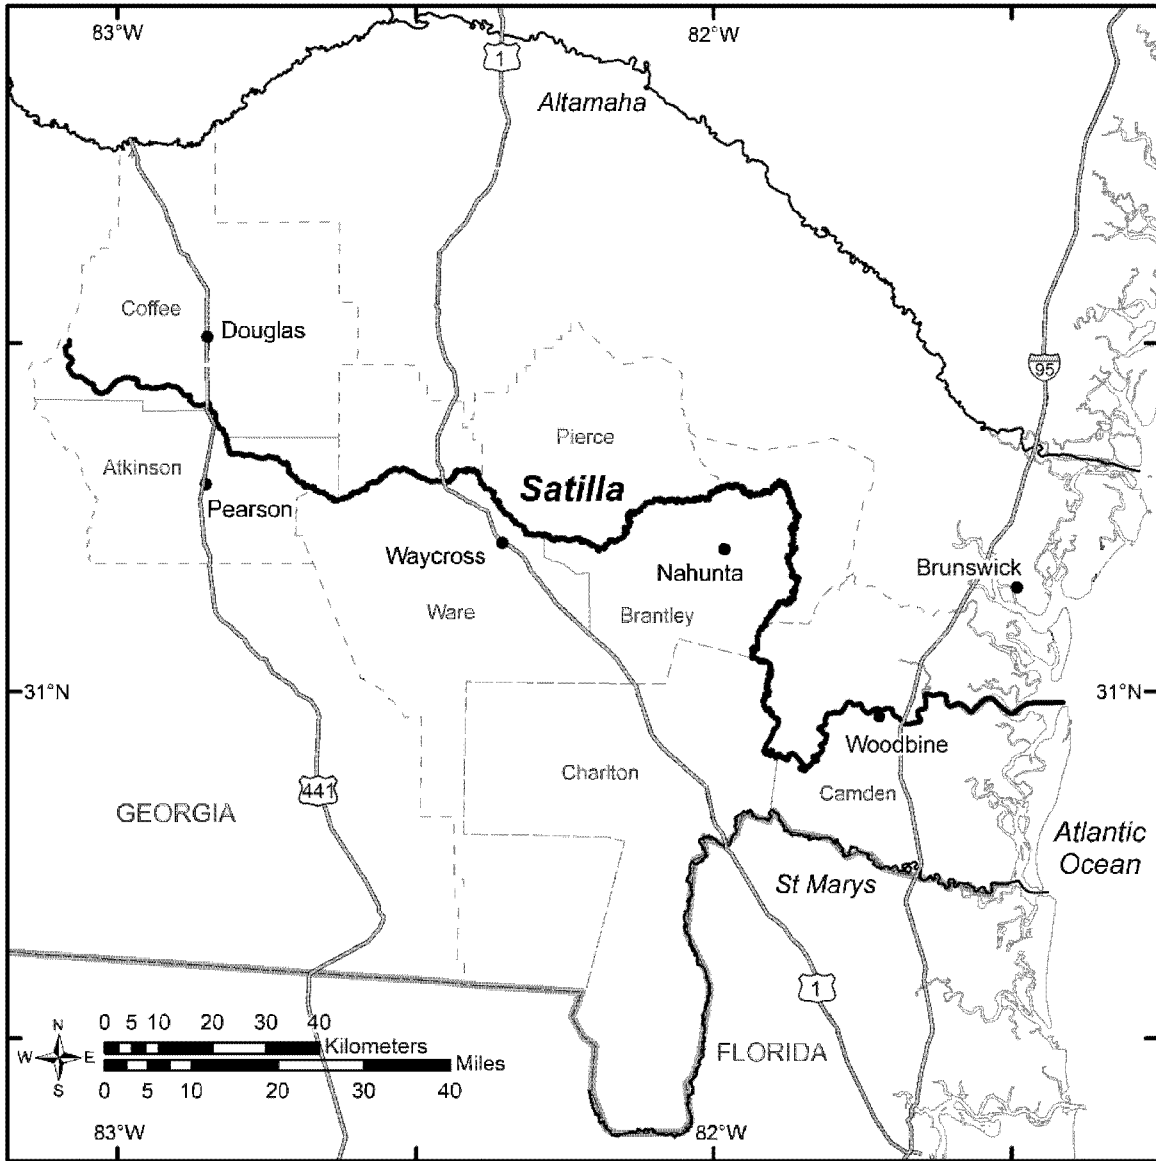 83°W
82°W
1
Altamaha
Coffee
Douglas
95
Pierce
Atkinson
Satilla
Pearson
Waycross
Nahunta
Brunswick
Ware
Brantley
31°N
31°N
Woodbine
Charlton
Camden
441
GEORGIA
Atlantic
Ocean
St Marys
1
N
W E
S
0 5 10 20 30 40
Kilometers
Miles
0 5 10 20 30 40
FLORIDA
83°W
82°W